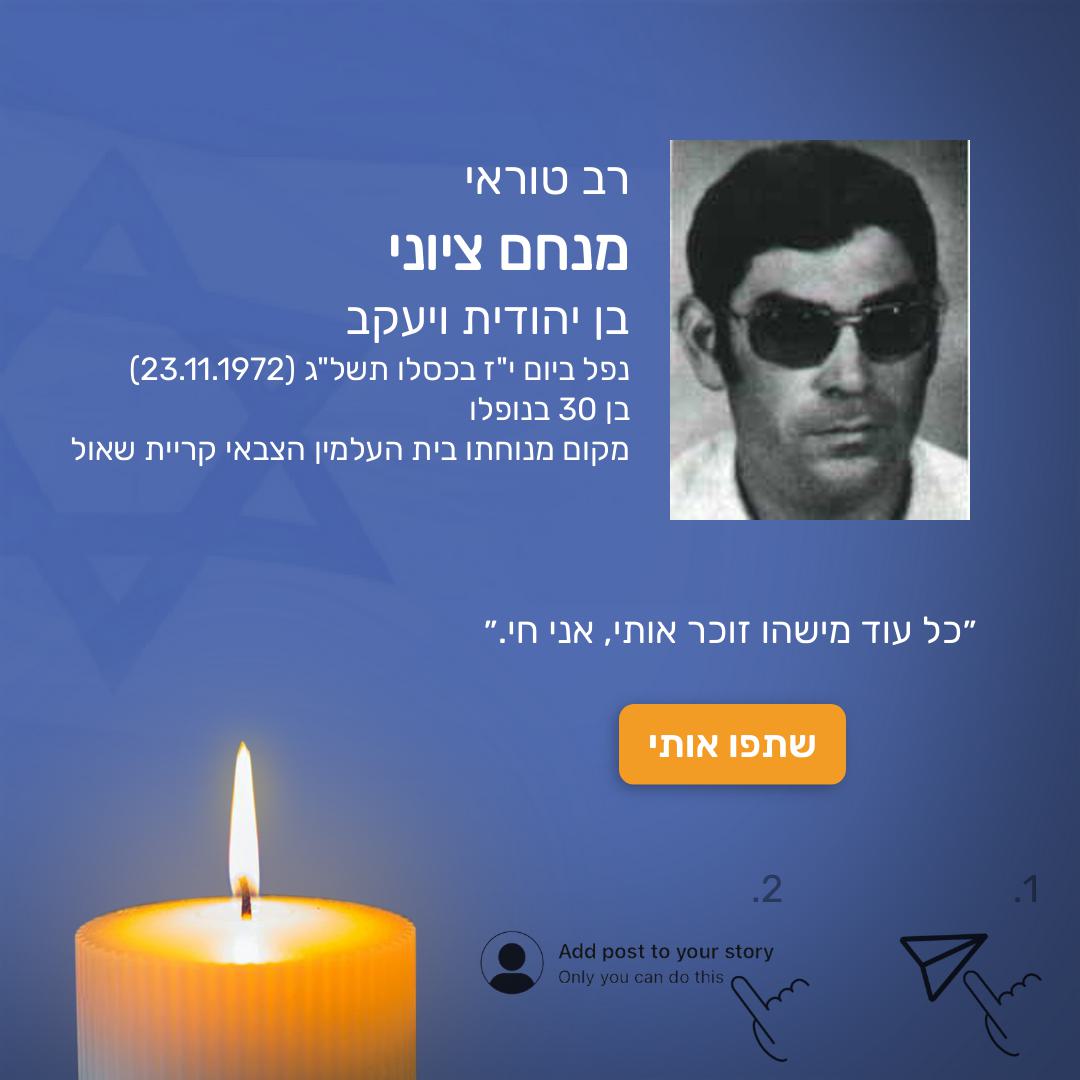 רב טוראי
מנחם ציוני
בן יהודית ויעקב
נפל ביום י"ז בכסלו תשל"ג (23.11.1972)
בן 30 בנופלו
מקום מנוחתו בית העלמין הצבאי קריית שאול
״כל עוד מישהו זוכר אותי, אני חי.״
שתפו אותי
.1
.2
Add post to your story
Only you can do this